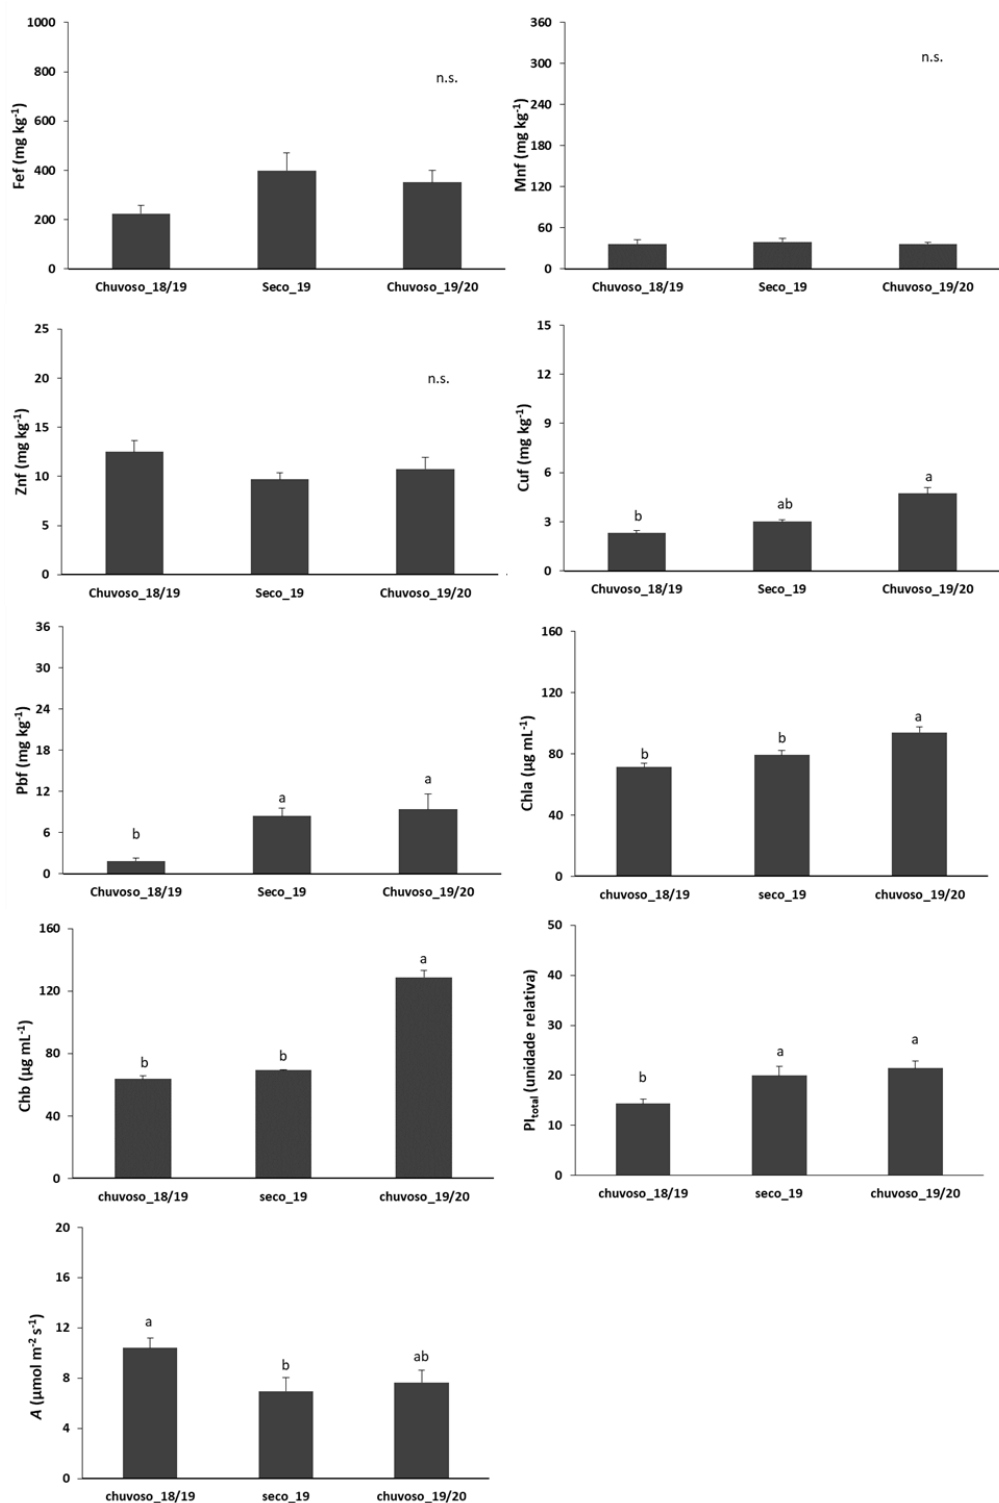 Fef (mg kg⁻¹)
1000
800
600
400
200
0
n.s.
Chuvoso_18/19 Seco_19 Chuvoso_19/20
Mnf (mg kg⁻¹)
360
300
240
180
120
60
0
n.s.
Chuvoso_18/19 Seco_19 Chuvoso_19/20
Znf (mg kg⁻¹)
25
20
15
10
5
0
n.s.
Chuvoso_18/19 Seco_19 Chuvoso_19/20
Cuf (mg kg⁻¹)
15
12
9
6
3
0
b ab a
Chuvoso_18/19 Seco_19 Chuvoso_19/20
Pbf (mg kg⁻¹)
36
30
24
18
12
6
0
b a a
Chuvoso_18/19 Seco_19 Chuvoso_19/20
Chla (µg mL⁻¹)
160
120
80
40
0
b b a
chuvoso_18/19 seco_19 chuvoso_19/20
Chb (µg mL⁻¹)
160
120
80
40
0
b b a
chuvoso_18/19 seco_19 chuvoso_19/20
PItotal (unidade relativa)
50
40
30
20
10
0
b a a
chuvoso_18/19 seco_19 chuvoso_19/20
A (µmol m⁻² s⁻¹)
20
16
12
8
4
0
a b ab
chuvoso_18/19 seco_19 chuvoso_19/20